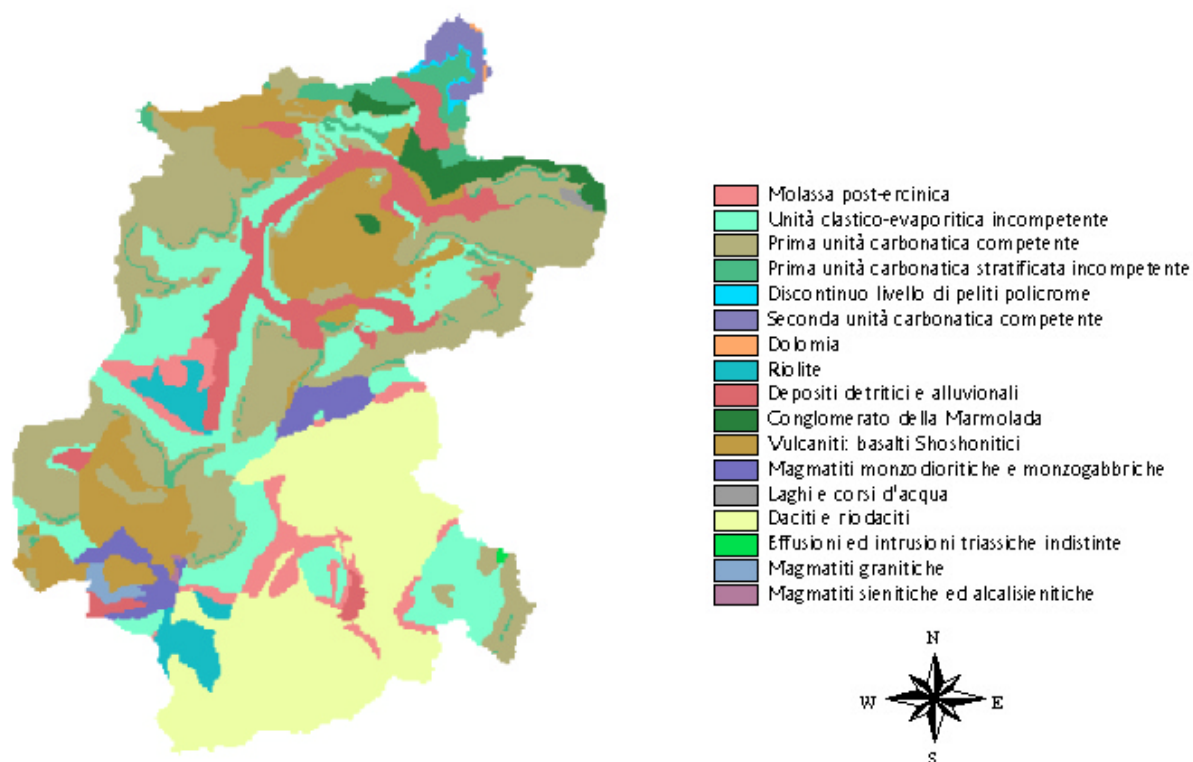 Molassa post-ercinica
Unità clastico-evaporitica incompetente
Prima unità carbonatica competente
Prima unità carbonatica stratificata incompetente
Discontinuo livello di peliti policrome
Seconda unità carbonatica competente
Dolomia
Riolite
Depositi detritici e alluvionali
Conglomerato della Marmolada
Vulcaniti: basalti Shoshonitici
Magmatiti monzodioritiche e monzogabbriche
Laghi e corsi d'acqua
Daciti e riodaciti
Effusioni ed intrusioni triassiche indistinte
Magmatiti granitiche
Magmatiti sienitiche ed alcalisienitiche
N
W E
S